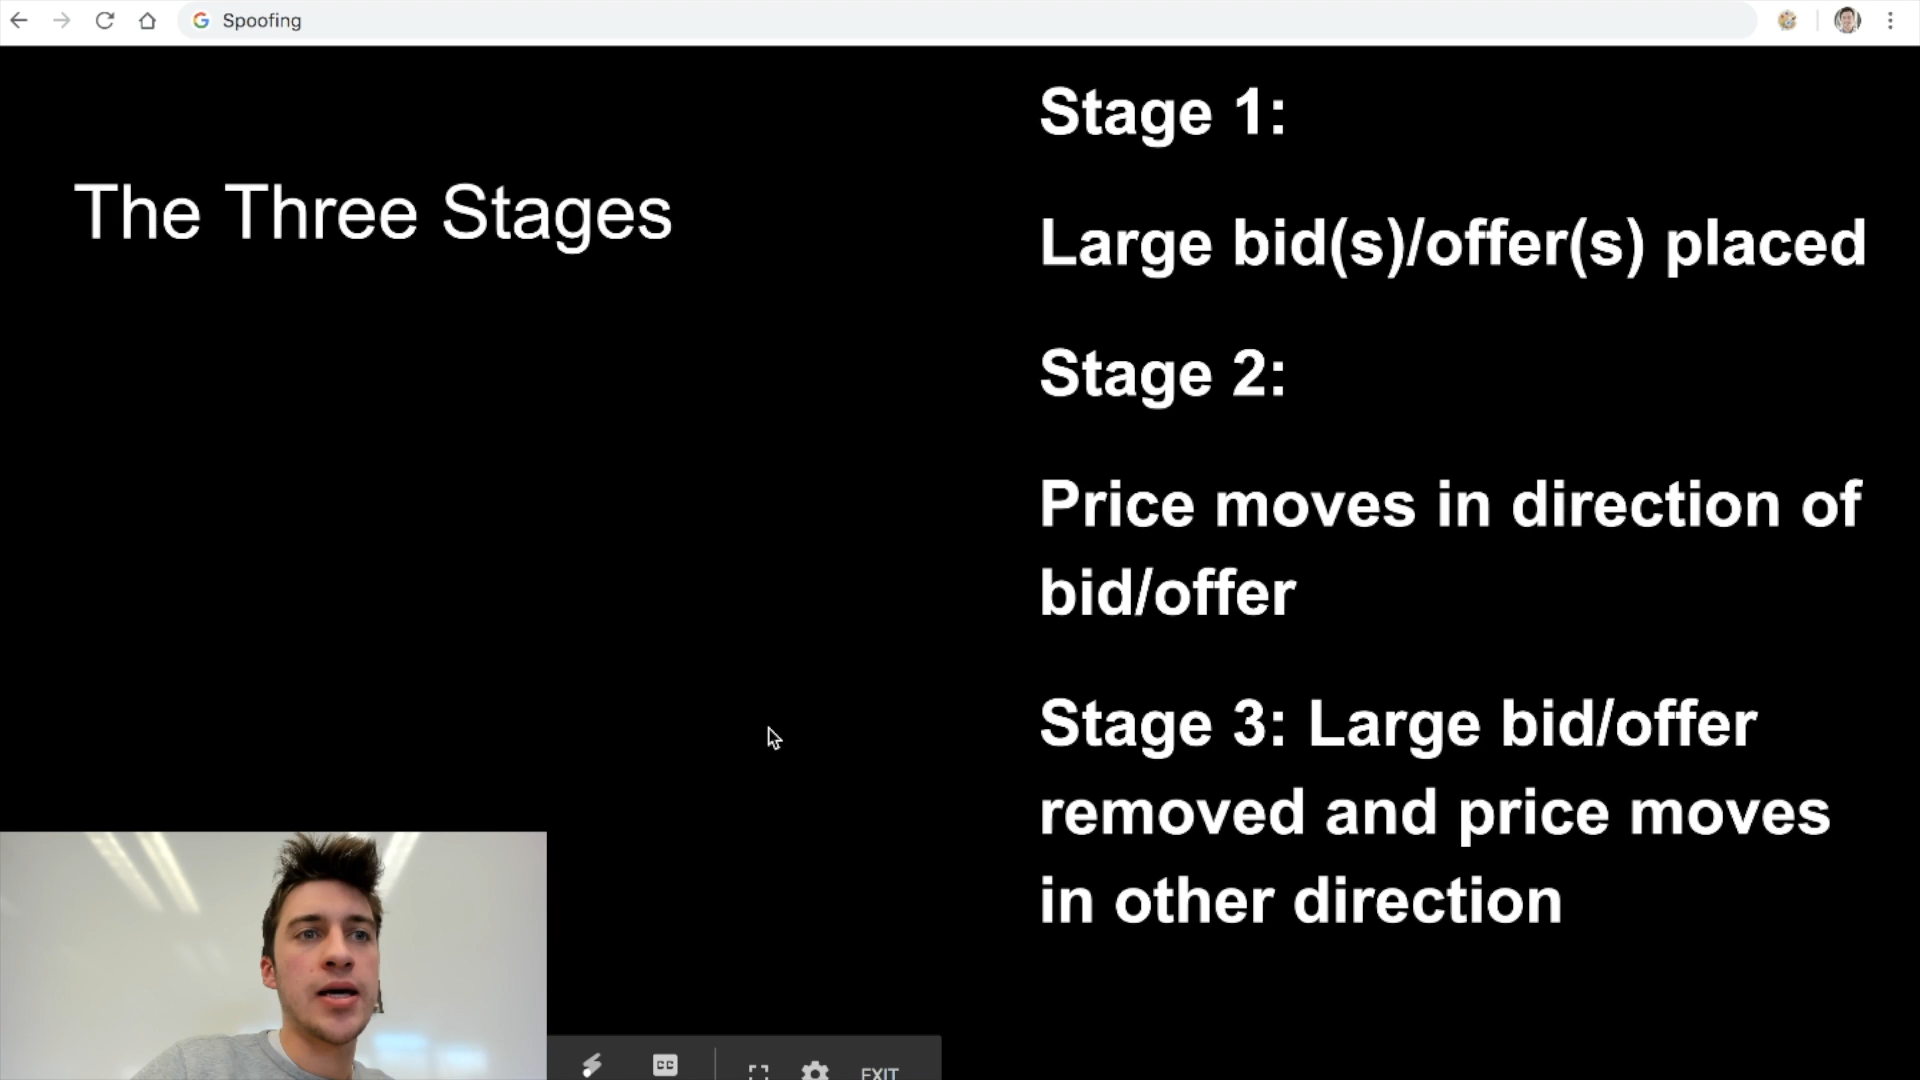 Spoofing
The Three Stages
Stage 1:
Large bid(s)/offer(s) placed
Stage 2:
Price moves in direction of
bid/offer
Stage 3: Large bid/offer
removed and price moves
in other direction
CC
EXIT